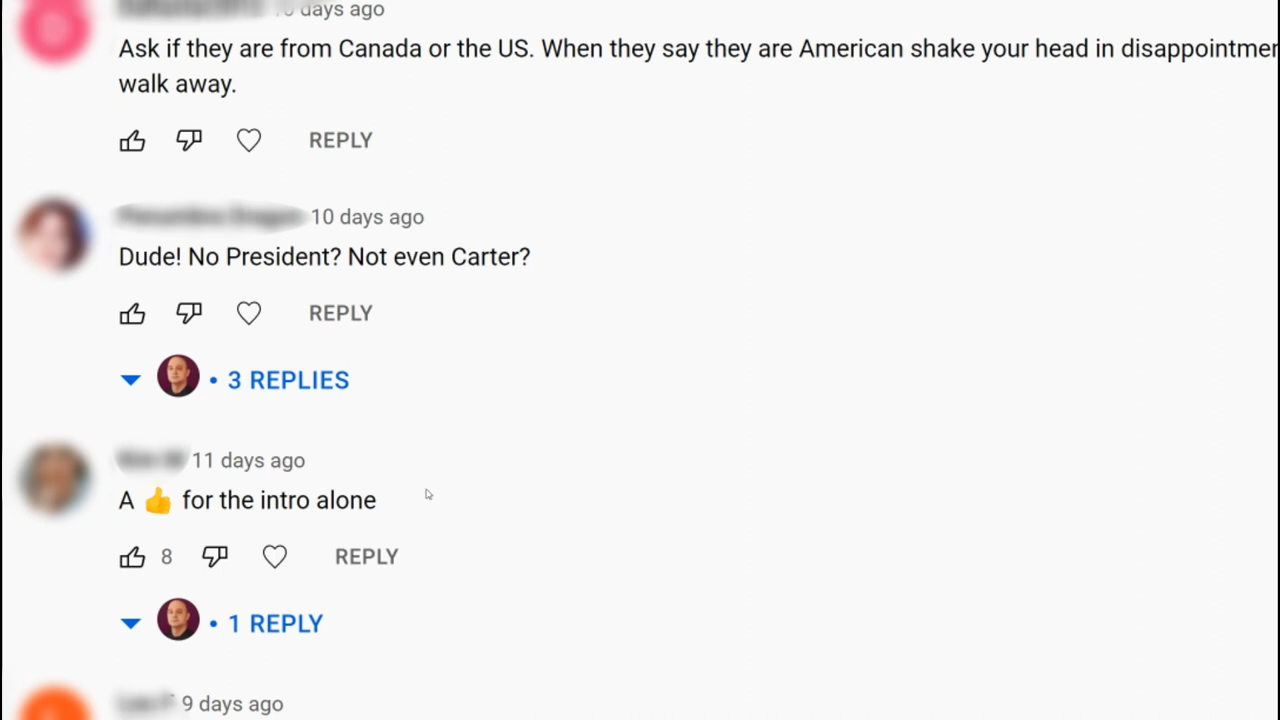 days ago
Ask if they are from Canada or the US. When they say they are American shake your head in
walk away.
REPLY
10 days ago
Dude! No President? Not even Carter?
REPLY
• 3 REPLIES
11 days ago
A 👍 for the intro alone
8 REPLY
• 1 REPLY
9 days ago